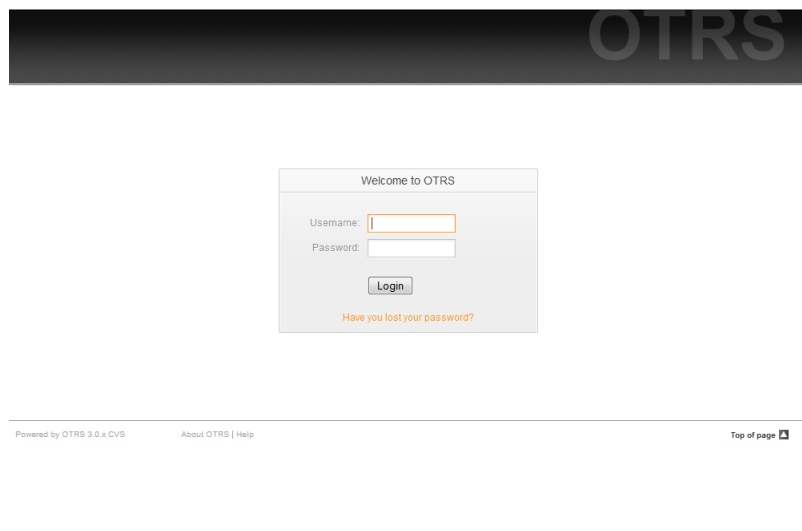 OTRS
Welcome to OTRS
Username:
Password:
Login
Have you lost your password?
Powered by OTRS 3.0.x CVS About OTRS | Help Top of page